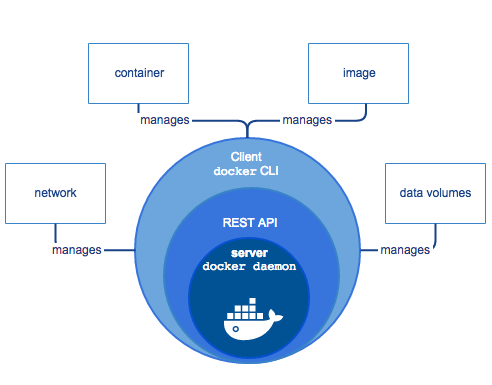 container
image
manages
manages
Client
docker CLI
network
data volumes
REST API
manages
manages
server
docker daemon